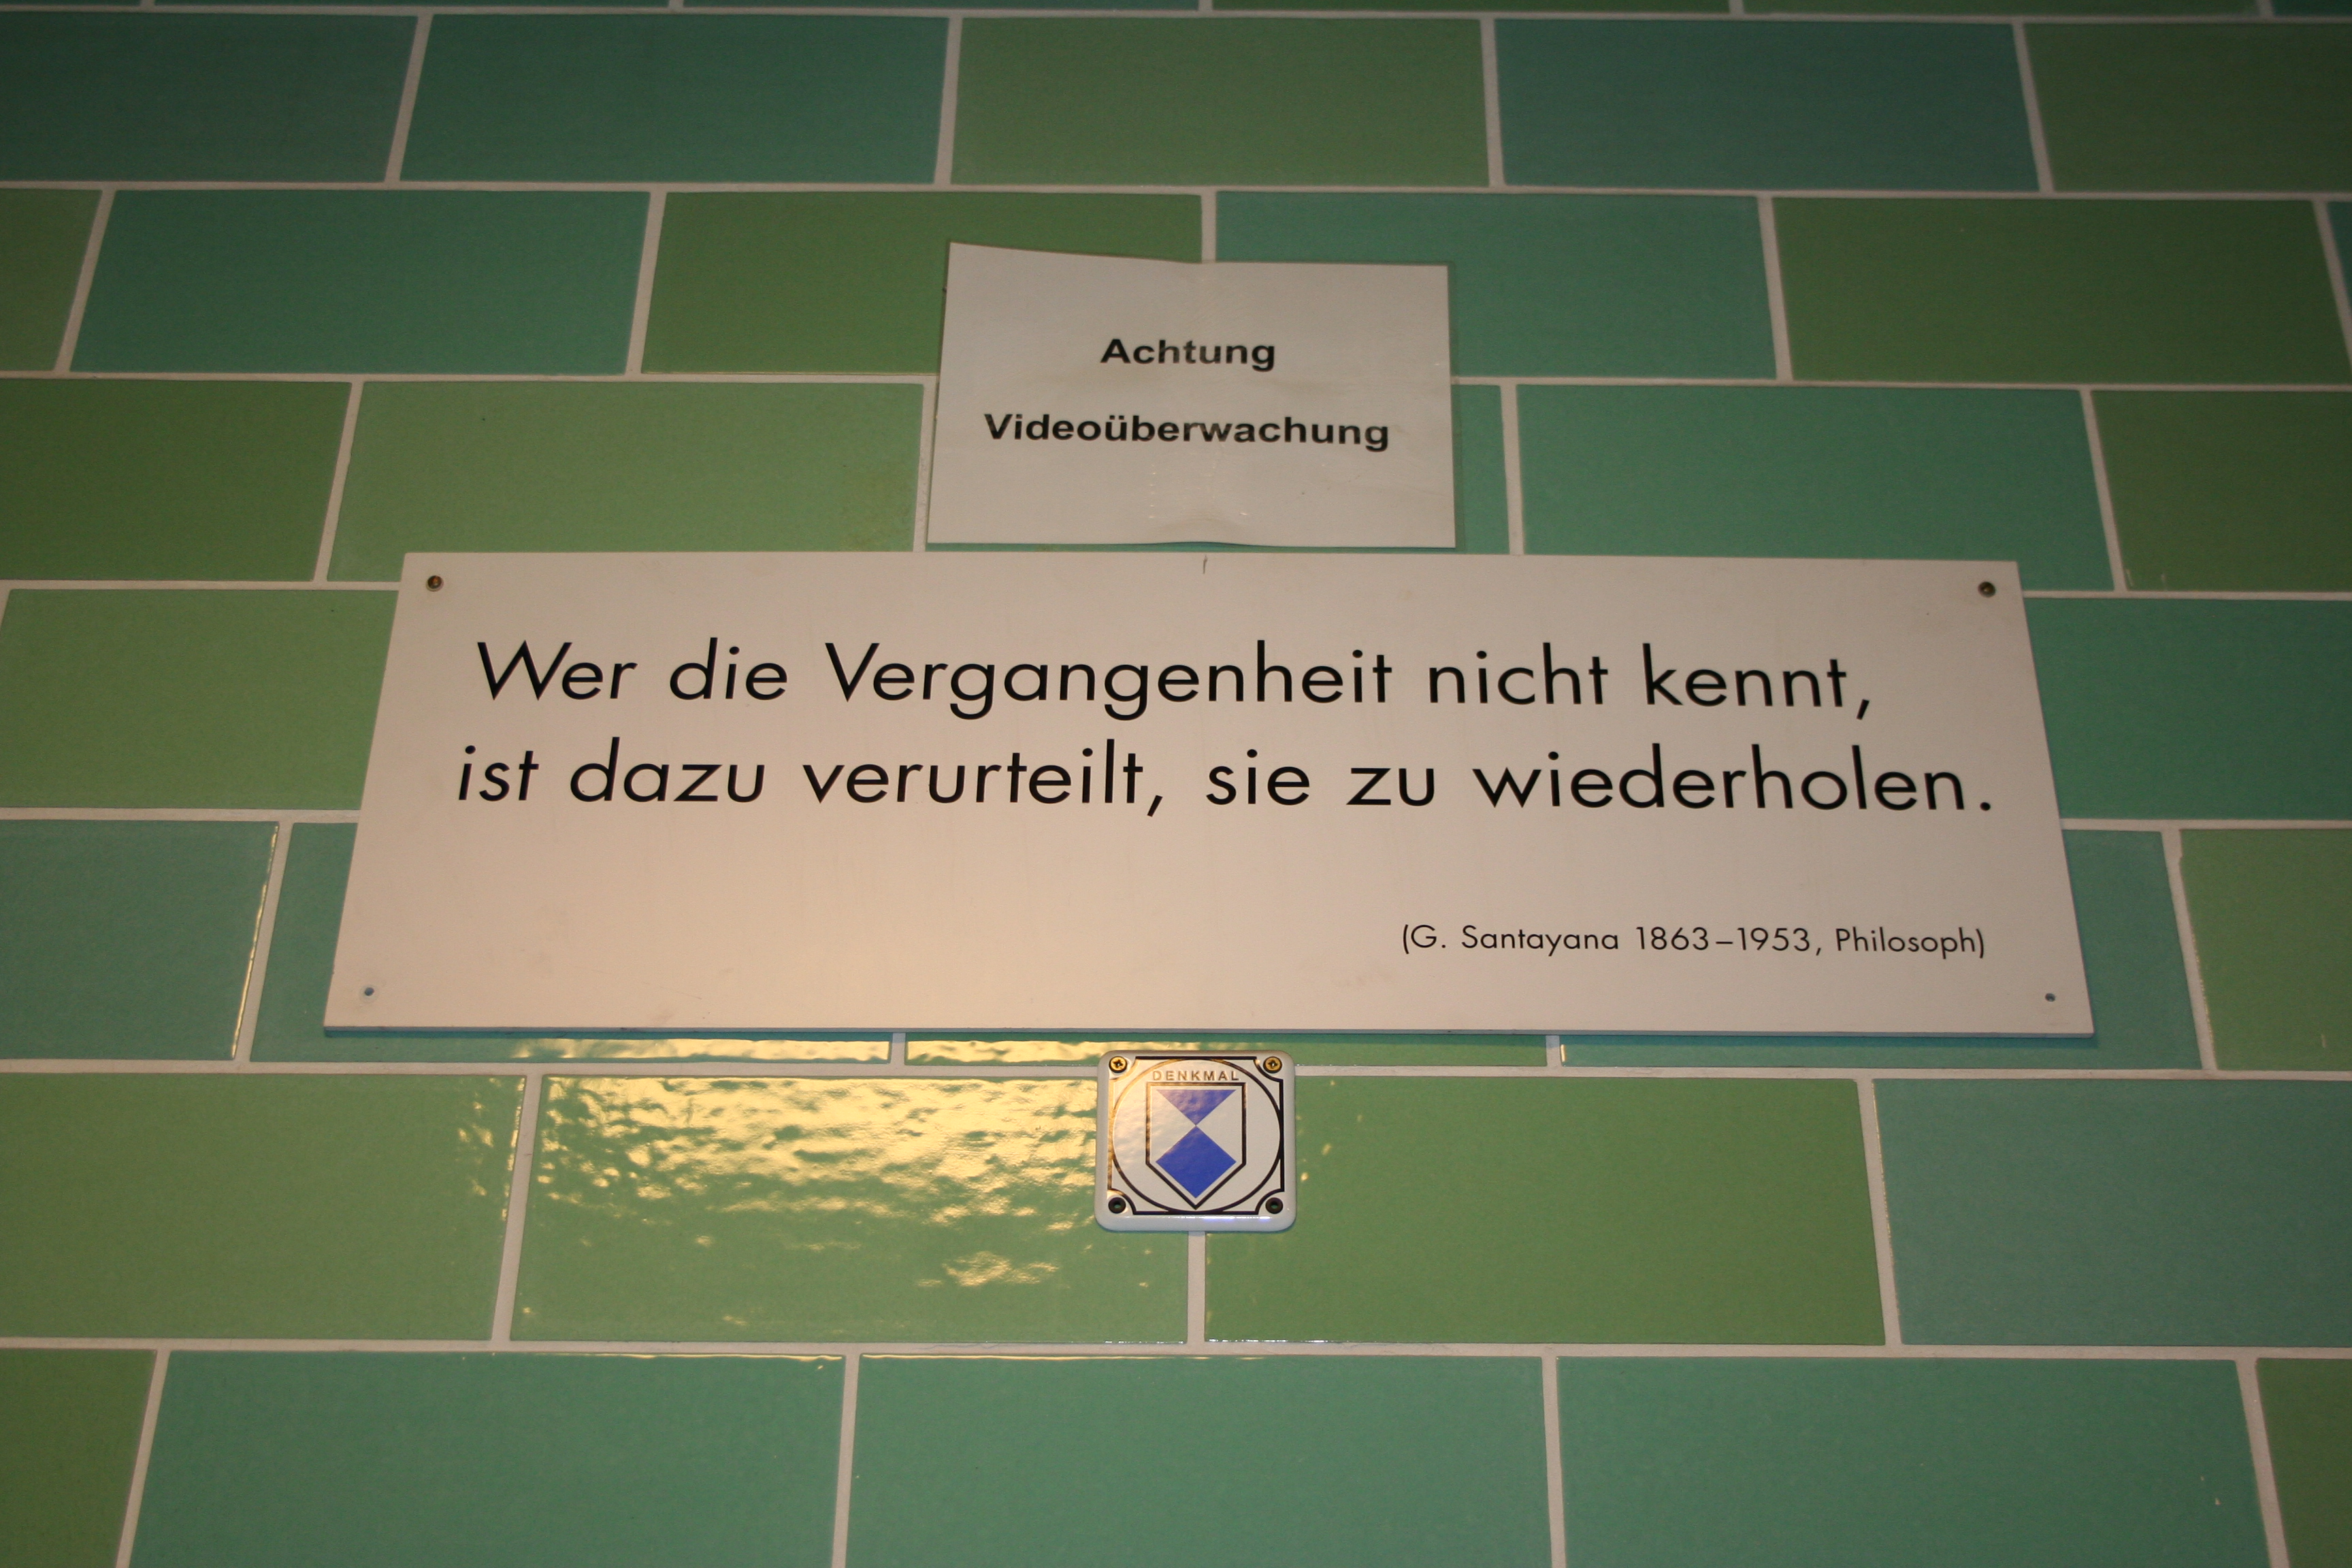 Achtung
Videoüberwachung
Wer die Vergangenheit nicht kennt,
ist dazu verurteilt, sie zu wiederholen.
(G. Santayana 1863–1953, Philosoph)
DENKMAL